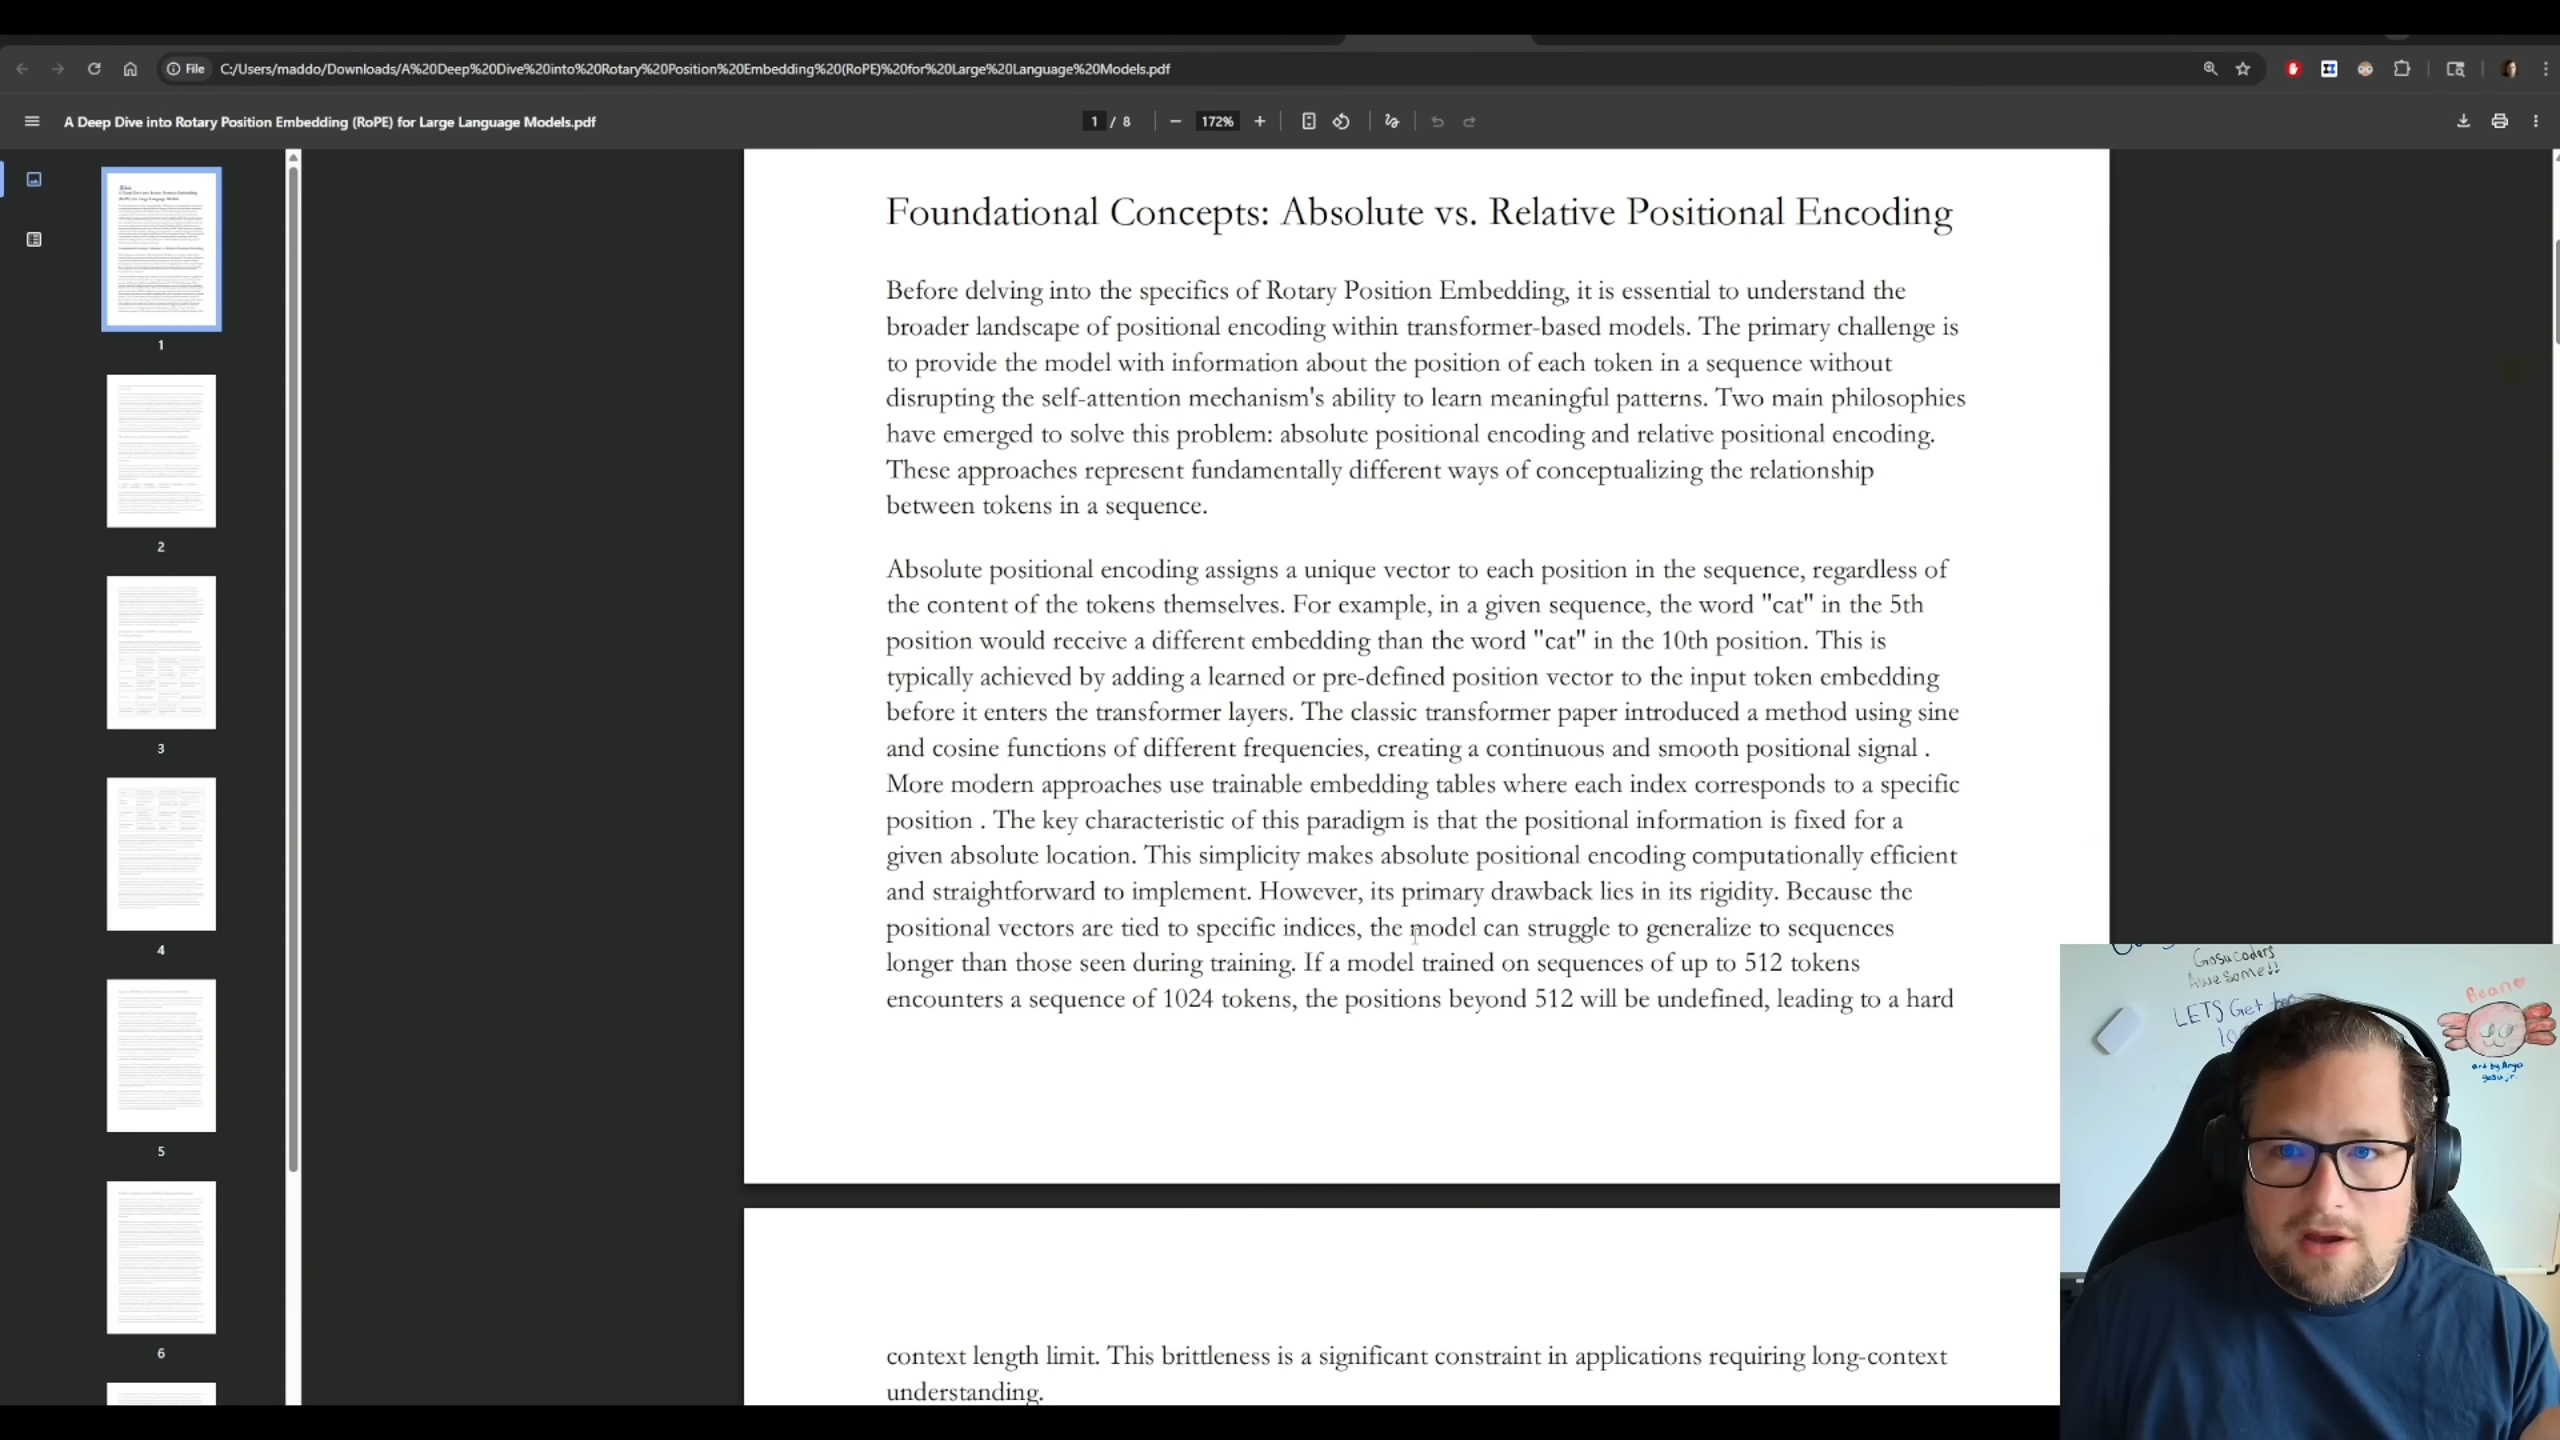 File C:/Users/maddo/Downloads/A%20Deep%20Dive%20into%20Rotary%20Position%20Embedding%20(RoPE)%20for%20Large%20Language%20Models.pdf
A Deep Dive into Rotary Position Embedding (RoPE) for Large Language Models.pdf
1 / 8
172%
1
2
3
4
5
6
Foundational Concepts: Absolute vs. Relative Positional Encoding
Before delving into the specifics of Rotary Position Embedding, it is essential to understand the
broader landscape of positional encoding within transformer-based models. The primary challenge is
to provide the model with information about the position of each token in a sequence without
disrupting the self-attention mechanism's ability to learn meaningful patterns. Two main philosophies
have emerged to solve this problem: absolute positional encoding and relative positional encoding.
These approaches represent fundamentally different ways of conceptualizing the relationship
between tokens in a sequence.
Absolute positional encoding assigns a unique vector to each position in the sequence, regardless of
the content of the tokens themselves. For example, in a given sequence, the word "cat" in the 5th
position would receive a different embedding than the word "cat" in the 10th position. This is
typically achieved by adding a learned or pre-defined position vector to the input token embedding
before it enters the transformer layers. The classic transformer paper introduced a method using sine
and cosine functions of different frequencies, creating a continuous and smooth positional signal .
More modern approaches use trainable embedding tables where each index corresponds to a specific
position . The key characteristic of this paradigm is that the positional information is fixed for a
given absolute location. This simplicity makes absolute positional encoding computationally efficient
and straightforward to implement. However, its primary drawback lies in its rigidity. Because the
positional vectors are tied to specific indices, the model can struggle to generalize to sequences
longer than those seen during training. If a model trained on sequences of up to 512 tokens
encounters a sequence of 1024 tokens, the positions beyond 512 will be undefined, leading to a hard
context length limit. This brittleness is a significant constraint in applications requiring long-context
understanding.
Gosucoders
Awesome!!
LETS Get
Bean
art by Arya
gosu jr.